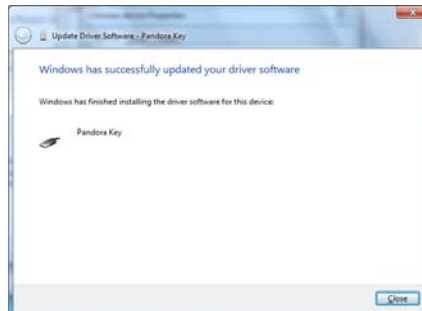 Update Driver Software - Pandora Key
Windows has successfully updated your driver software
Windows has finished installing the driver software for this device:
Pandora Key
Close